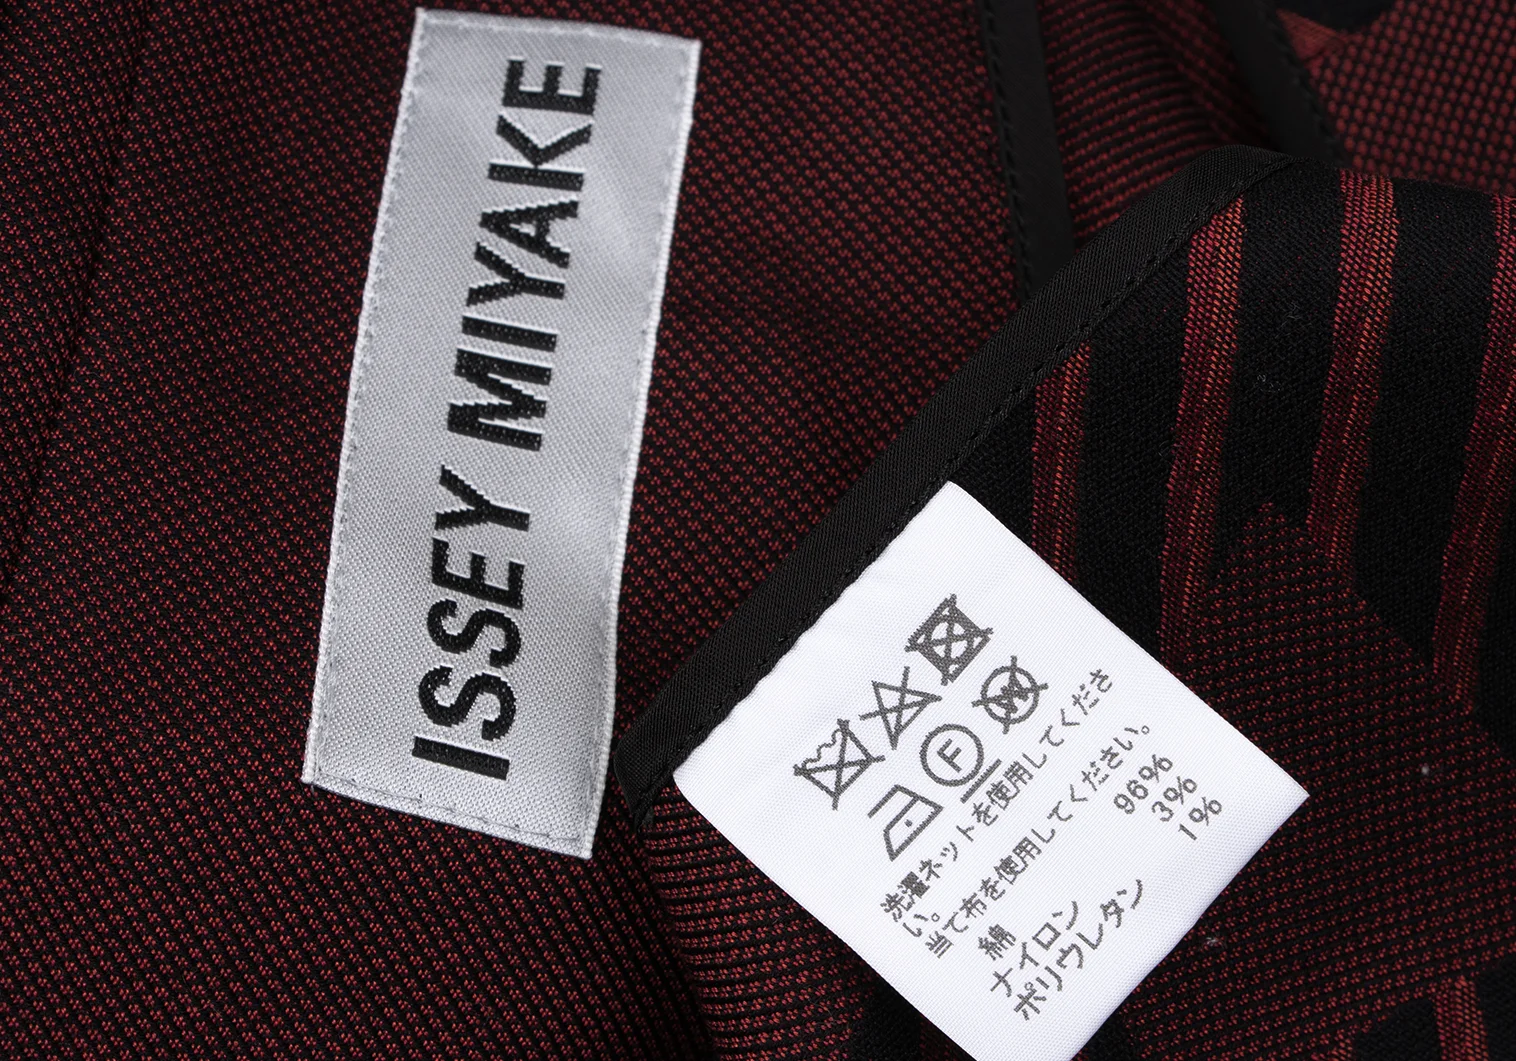 ISSEY MIYAKE
F
W
洗濯ネットを使用してくださ
い。
当て布を使用してください。
綿 96%
ナイロン 3%
ポリウレタン 1%